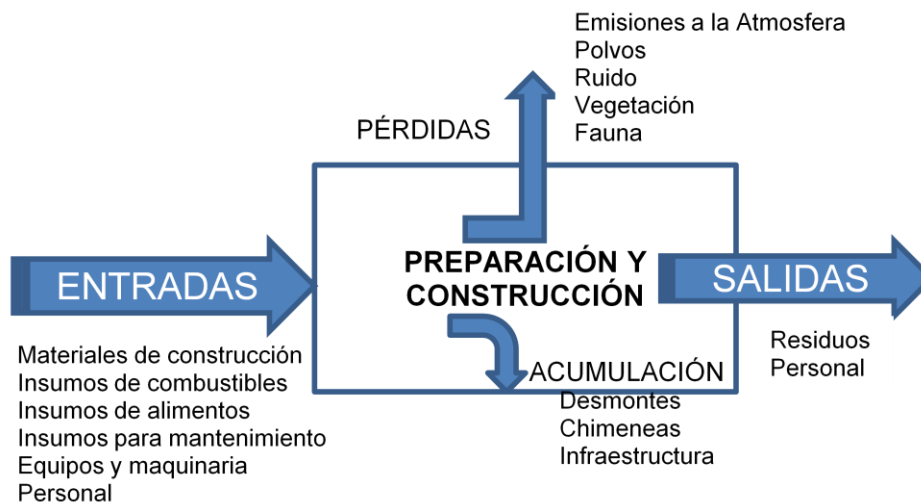 Emisiones a la Atmosfera
Polvos
Ruido
Vegetación
Fauna
PÉRDIDAS
ENTRADAS
PREPARACIÓN Y
CONSTRUCCIÓN
SALIDAS
Materiales de construcción
Insumos de combustibles
Insumos de alimentos
Insumos para mantenimiento
Equipos y maquinaria
Personal
ACUMULACIÓN
Desmontes
Chimeneas
Infraestructura
Residuos
Personal